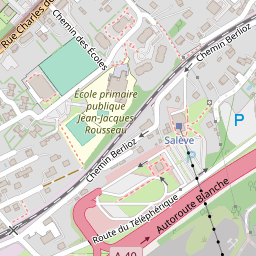 Rue Charles de
Chemin des Écoles
Chemin Berlioz
École primaire
publique
Jean-Jacques
Rousseau
P
Salève
Chemin Berlioz
Route du Téléphérique
Autoroute Blanche
A 40